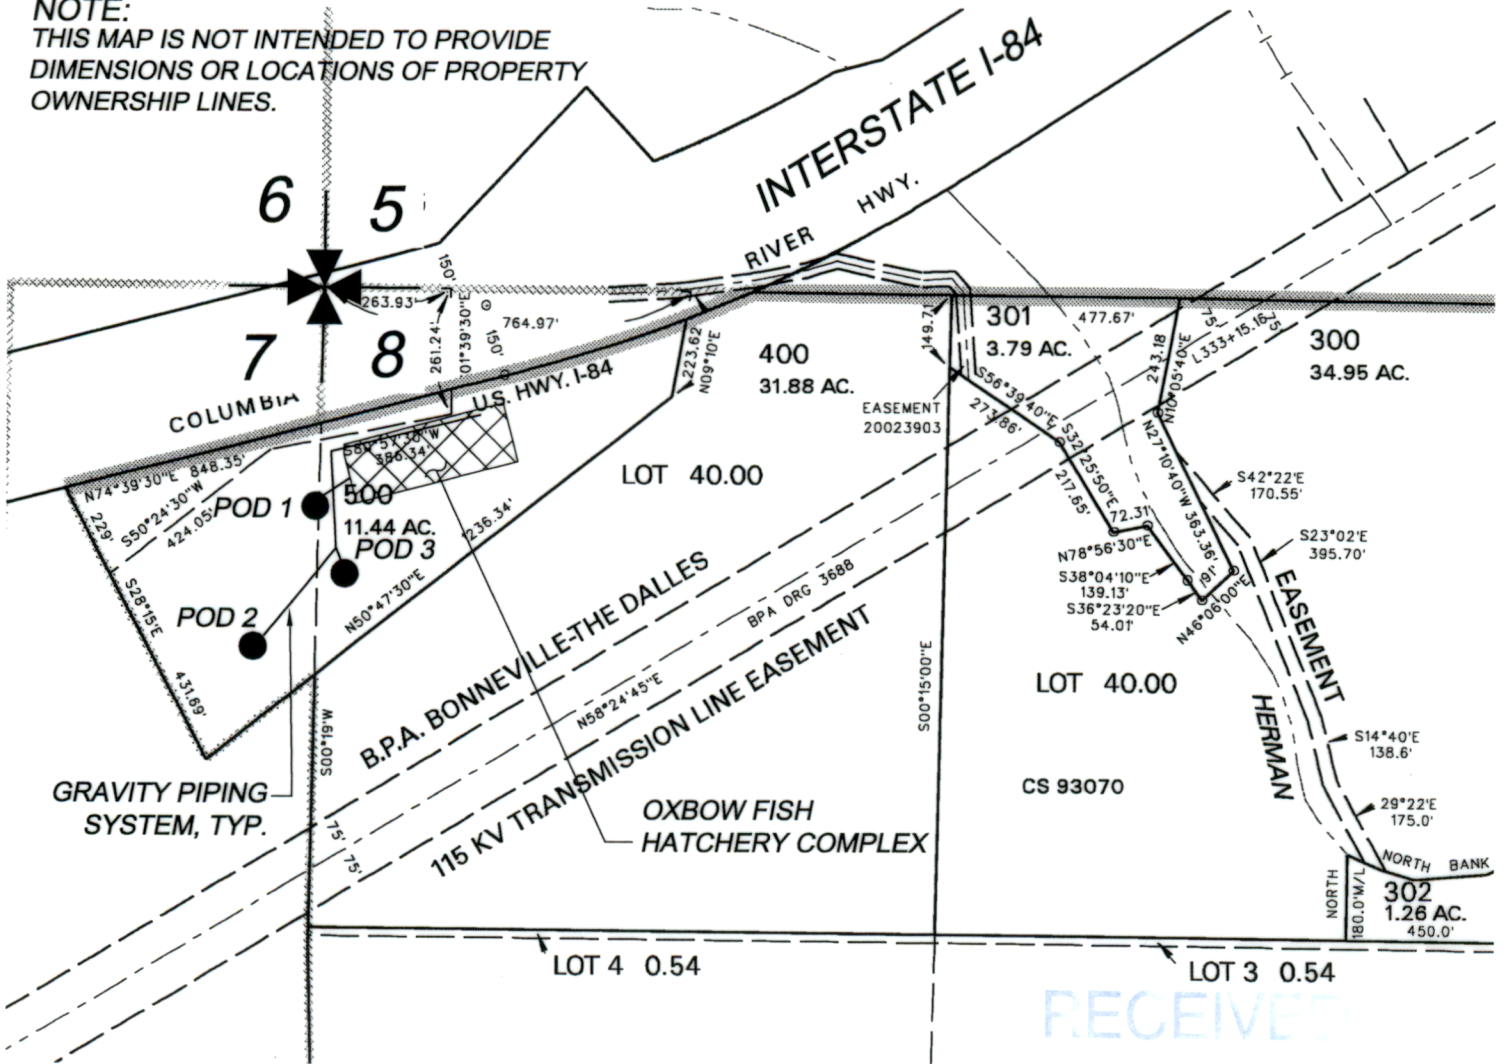 NOTE:
THIS MAP IS NOT INTENDED TO PROVIDE
DIMENSIONS OR LOCATIONS OF PROPERTY
OWNERSHIP LINES.
INTERSTATE I-84
RIVER HWY.
6 5
7 8
263.93'
150'
261.24'
01°39'30"E
150'
764.97'
COLUMBIA
U.S. HWY. I-84
223.62
N09°10'E
400
31.88 AC.
149.71
301
3.79 AC.
477.67'
243.18
N10°05'40"E
75'
75'
L333+15.16
300
34.95 AC.
EASEMENT
20023903
S56°39'40"E
273.86'
S32°25'50"E
217.65'
72.31'
N78°56'30"E
N27°10'40"W 363.36'
S38°04'10"E
139.13'
S36°23'20"E
54.01'
91'
N46°06'00"E
S42°22'E
170.55'
S23°02'E
395.70'
EASEMENT
N74°39'30"E 848.35'
S50°24'30"W
424.05'
386.34'
229'
POD 1
500
11.44 AC.
POD 3
POD 2
S28°15'E
431.69'
236.34'
N50°47'30"E
LOT 40.00
S00°19'W
GRAVITY PIPING
SYSTEM, TYP.
B.P.A. BONNEVILLE-THE DALLES
BPA DRG 3688
N58°24'45"E
115 KV TRANSMISSION LINE EASEMENT
75'
75'
OXBOW FISH
HATCHERY COMPLEX
S00°15'00"E
LOT 40.00
CS 93070
HERMAN
S14°40'E
138.6'
29°22'E
175.0'
NORTH BANK
302
1.26 AC.
450.0'
NORTH
180.0'M/L
LOT 4 0.54
LOT 3 0.54
RECEIVED